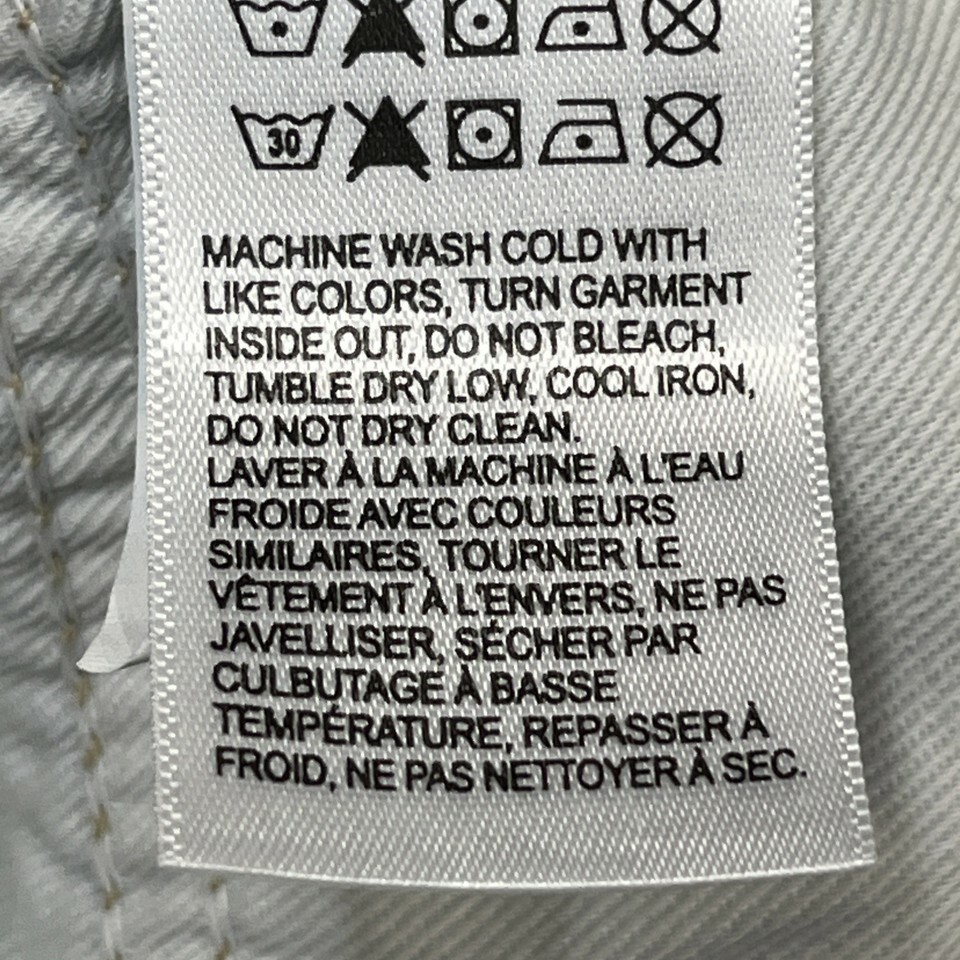 30
MACHINE WASH COLD WITH
LIKE COLORS, TURN GARMENT
INSIDE OUT, DO NOT BLEACH,
TUMBLE DRY LOW, COOL IRON,
DO NOT DRY CLEAN.
LAVER À LA MACHINE À L'EAU
FROIDE AVEC COULEURS
SIMILAIRES, TOURNER LE
VÊTEMENT À L'ENVERS, NE PAS
JAVELLISER, SÉCHER PAR
CULBUTAGE À BASSE
TEMPÉRATURE, REPASSER À
FROID, NE PAS NETTOYER À SEC.